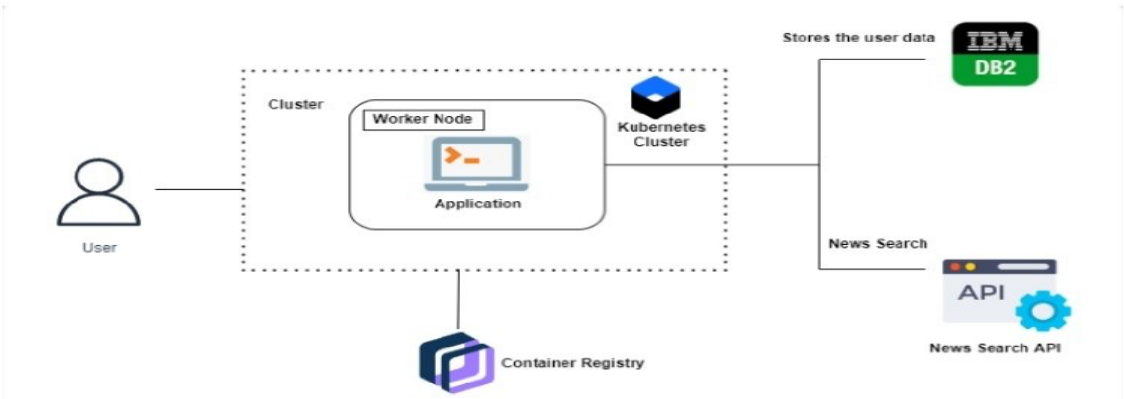 Stores the user data
IBM
DB2
Cluster
Worker Node
Kubernetes
Cluster
Application
User
News Search
API
News Search API
Container Registry